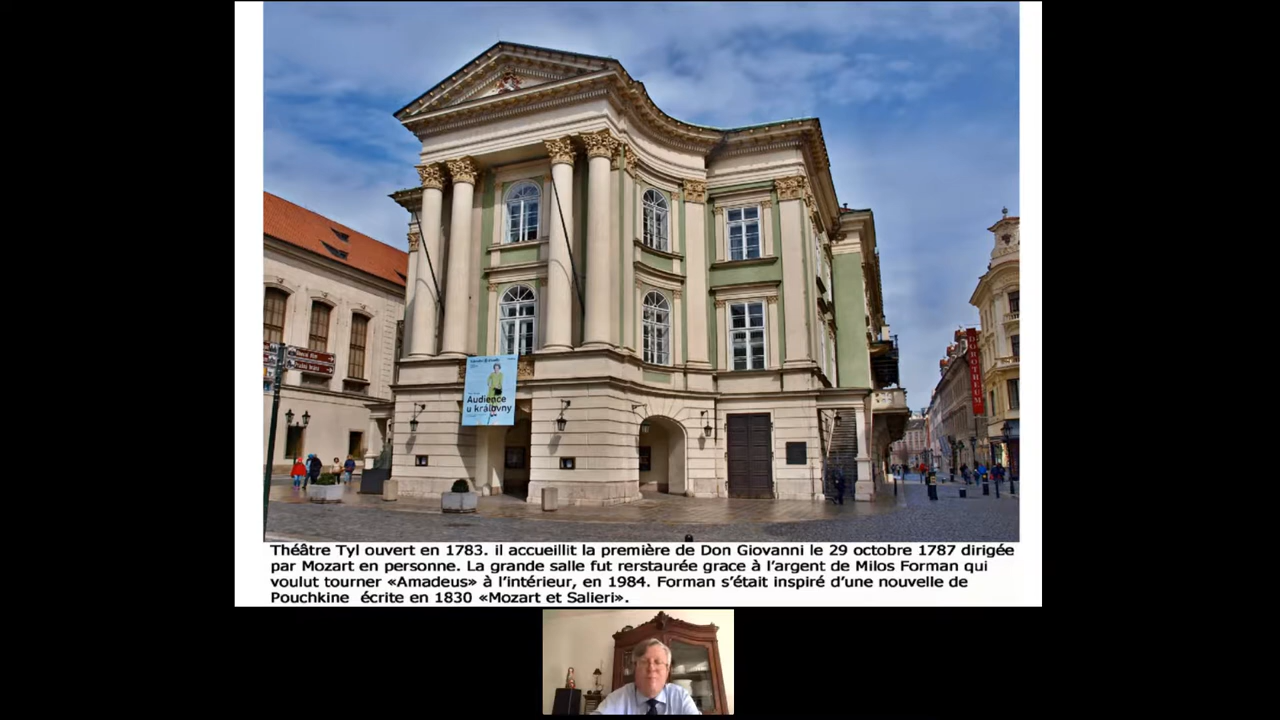 Audience
u královny
DOROTHEUM
Théâtre Tyl ouvert en 1783. il accueillit la première de Don Giovanni le 29 octobre 1787 dirigée
par Mozart en personne. La grande salle fut rerstaurée grace à l’argent de Milos Forman qui
voulut tourner «Amadeus» à l’intérieur, en 1984. Forman s’était inspiré d’une nouvelle de
Pouchkine écrite en 1830 «Mozart et Salieri».